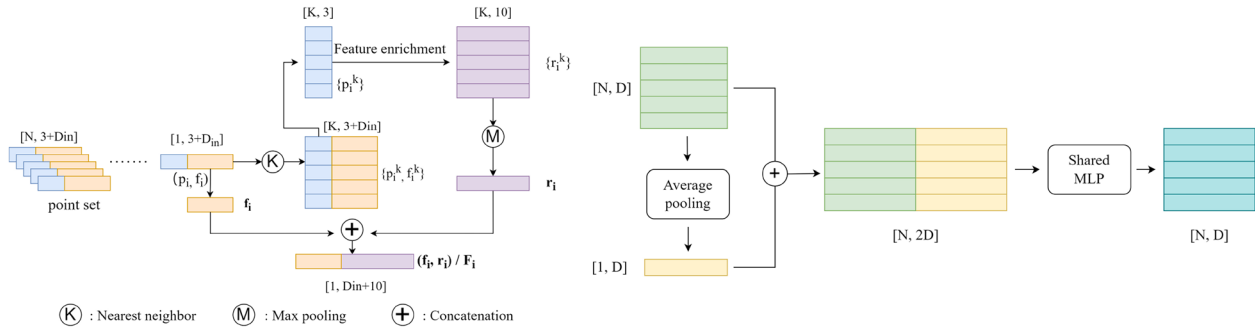 [K, 3]
[K, 10]
Feature enrichment
{p_i^k}
{r_i^k}
[N, 3+Din]
[1, 3+D_in]
[K, 3+Din]
K
M
(p_i, f_i)
{p_i^k, f_i^k}
point set
f_i
r_i
+
(f_i, r_i) / F_i
[1, Din+10]
K : Nearest neighbor
M : Max pooling
+ : Concatenation
[N, D]
Average
pooling
[1, D]
+
[N, 2D]
Shared
MLP
[N, D]